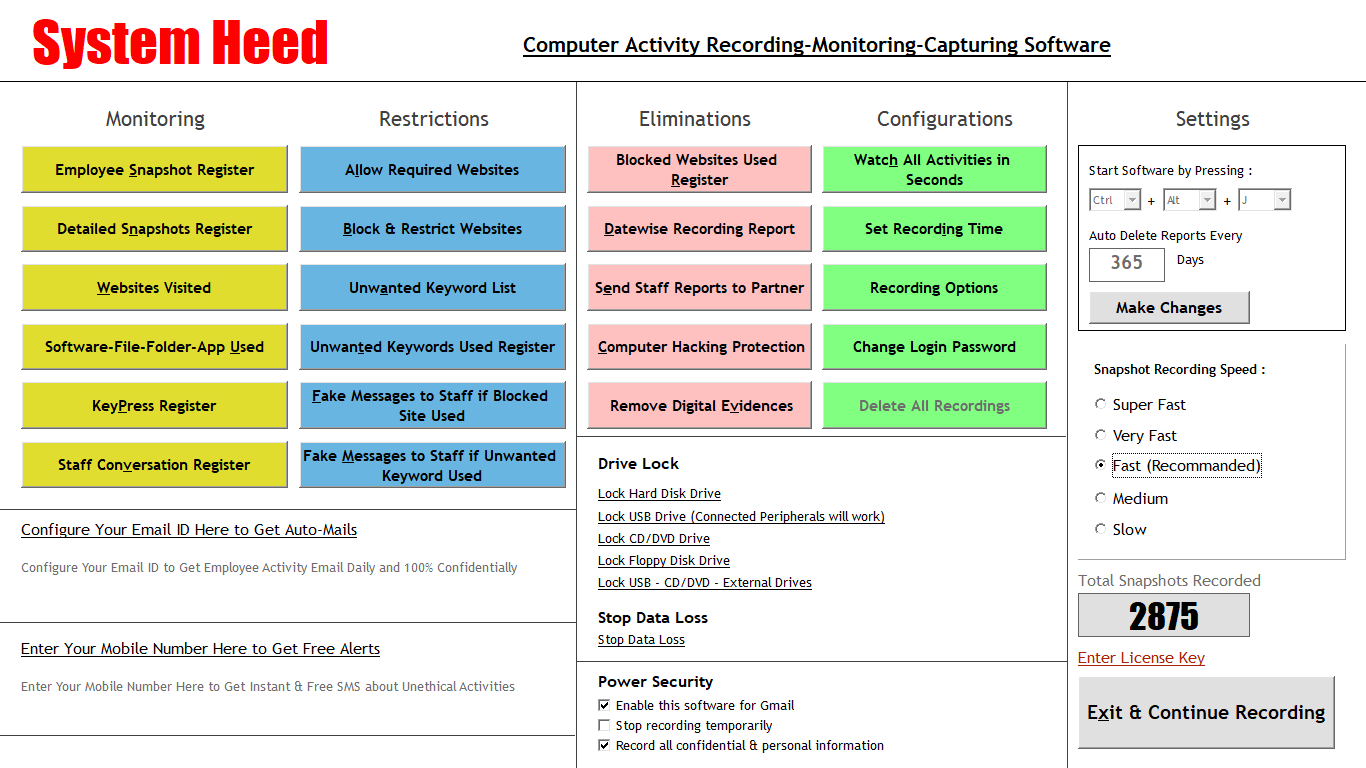 System Heed
Computer Activity Recording-Monitoring-Capturing Software
Monitoring
Employee Snapshot Register
Detailed Snapshots Register
Websites Visited
Software-File-Folder-App Used
KeyPress Register
Staff Conversation Register
Restrictions
Allow Required Websites
Block & Restrict Websites
Unwanted Keyword List
Unwanted Keywords Used Register
Fake Messages to Staff if Blocked
Site Used
Fake Messages to Staff if Unwanted
Keyword Used
Configure Your Email ID Here to Get Auto-Mails
Configure Your Email ID to Get Employee Activity Email Daily and 100% Confidentially
Enter Your Mobile Number Here to Get Free Alerts
Enter Your Mobile Number Here to Get Instant & Free SMS about Unethical Activities
Eliminations
Blocked Websites Used
Register
Datewise Recording Report
Send Staff Reports to Partner
Computer Hacking Protection
Remove Digital Evidences
Configurations
Watch All Activities in
Seconds
Set Recording Time
Recording Options
Change Login Password
Delete All Recordings
Drive Lock
Lock Hard Disk Drive
Lock USB Drive (Connected Peripherals will work)
Lock CD/DVD Drive
Lock Floppy Disk Drive
Lock USB - CD/DVD - External Drives
Stop Data Loss
Stop Data Loss
Power Security
Enable this software for Gmail
Stop recording temporarily
Record all confidential & personal information
Settings
Start Software by Pressing :
Ctrl + Alt + J
Auto Delete Reports Every
365 Days
Make Changes
Snapshot Recording Speed :
Super Fast
Very Fast
Fast (Recommanded)
Medium
Slow
Total Snapshots Recorded
2875
Enter License Key
Exit & Continue Recording